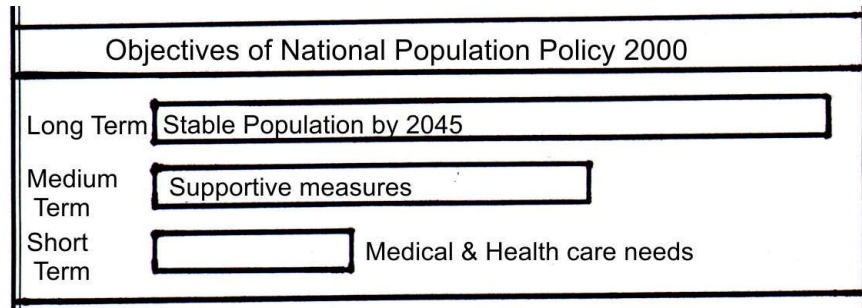 Objectives of National Population Policy 2000
Long Term Stable Population by 2045
Medium
Term
Supportive measures
Short
Term
Medical & Health care needs